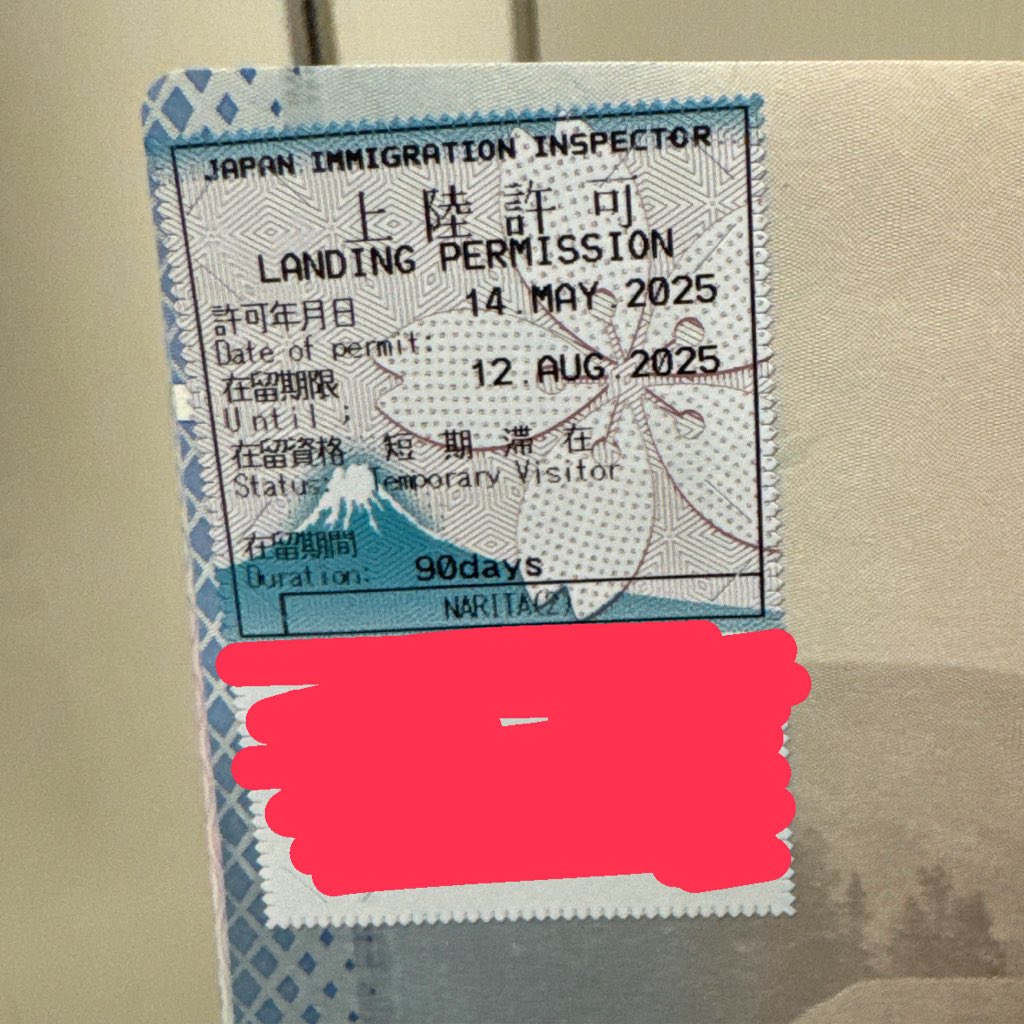 JAPAN IMMIGRATION INSPECTOR
上陸許可
LANDING PERMISSION
許可年月日 14.MAY.2025
Date of permit:
在留期限 12.AUG.2025
Until :
在留資格 短期滞在
Status: Temporary Visitor
在留期間
Duration: 90days
NARITA(2)